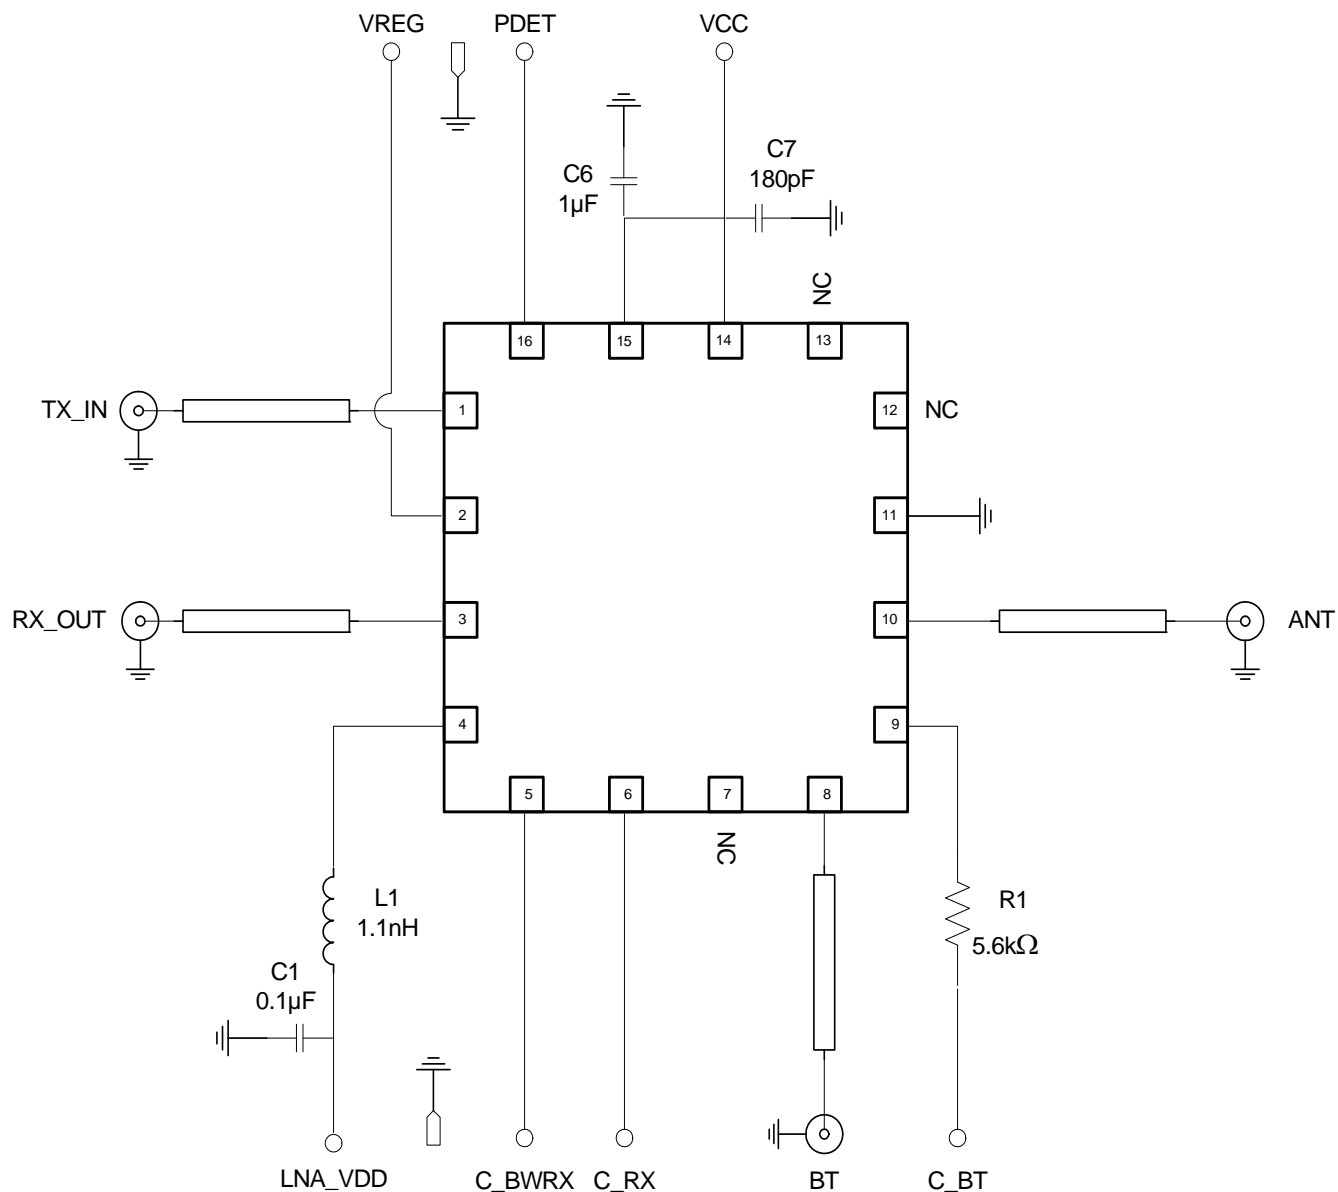 VREG
PDET
VCC
C6
1µF
C7
180pF
NC
16
15
14
13
TX_IN
1
12
NC
2
11
RX_OUT
3
10
ANT
4
9
5
6
7
8
NC
L1
1.1nH
R1
5.6kΩ
C1
0.1µF
LNA_VDD
C_BWRX
C_RX
BT
C_BT